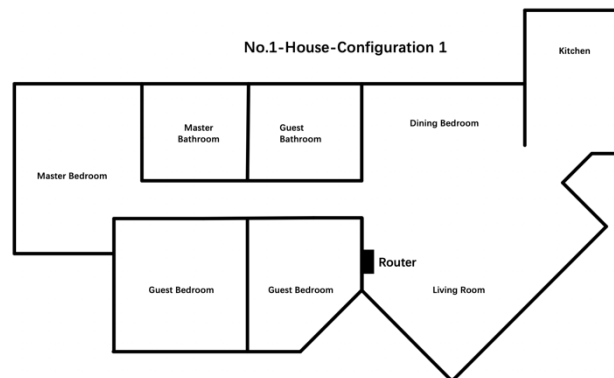 No.1-House-Configuration 1
Kitchen
Dining Bedroom
Master
Bathroom
Guest
Bathroom
Master Bedroom
Router
Guest Bedroom
Guest Bedroom
Living Room